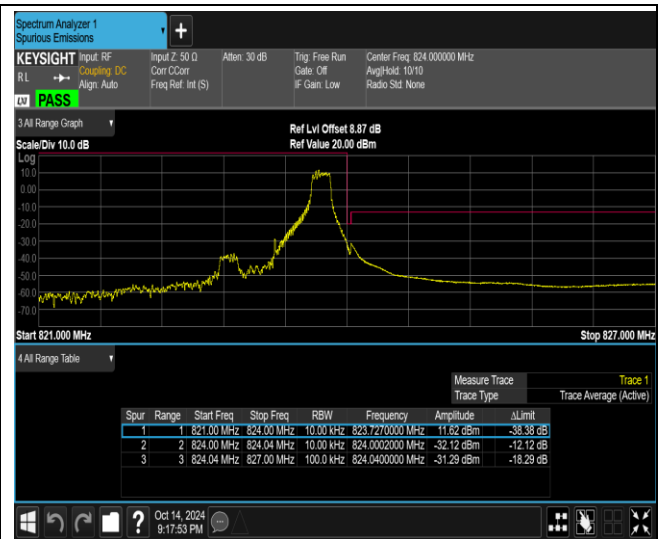 Spectrum Analyzer 1
Spurious Emissions
+
KEYSIGHT Input: RF Input Z: 50 Ω Atten: 30 dB Trig: Free Run Center Freq: 824.000000 MHz
RL Coupling: DC Corr CCorr Gate: Off Avg|Hold: 10/10
Align: Auto Freq Ref: Int (S) IF Gain: Low Radio Std: None
LXI PASS
3 All Range Graph
Ref Lvl Offset 8.87 dB
Scale/Div 10.0 dB Ref Value 20.00 dBm
Log
10.0
0.00
-10.0
-20.0
-30.0
-40.0
-50.0
-60.0
-70.0
Start 821.000 MHz Stop 827.000 MHz
4 All Range Table
Measure Trace Trace 1
Trace Type Trace Average (Active)
Spur Range Start Freq Stop Freq RBW Frequency Amplitude ΔLimit
1 1 821.00 MHz 824.00 MHz 10.00 kHz 823.7270000 MHz 11.62 dBm -38.38 dB
2 2 824.00 MHz 824.04 MHz 10.00 kHz 824.0002000 MHz -32.12 dBm -12.12 dB
3 3 824.04 MHz 827.00 MHz 100.0 kHz 824.0400000 MHz -31.29 dBm -18.29 dB
? Oct 14, 2024
9:17:53 PM